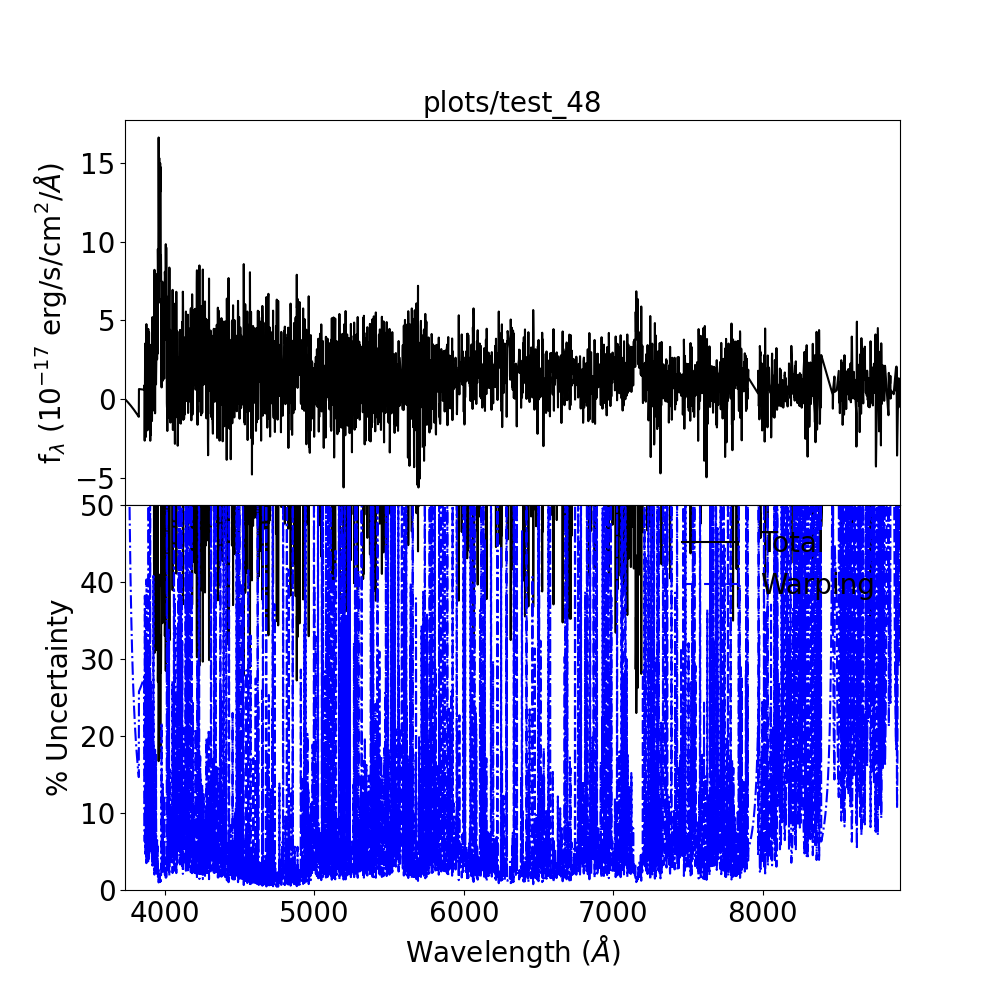 plots/test_48
15
10
5
0
−5
f_λ (10^−17 erg/s/cm^2/Å)
50
40
30
20
10
0
% Uncertainty
Total
Warping
4000 5000 6000 7000 8000
Wavelength (Å)